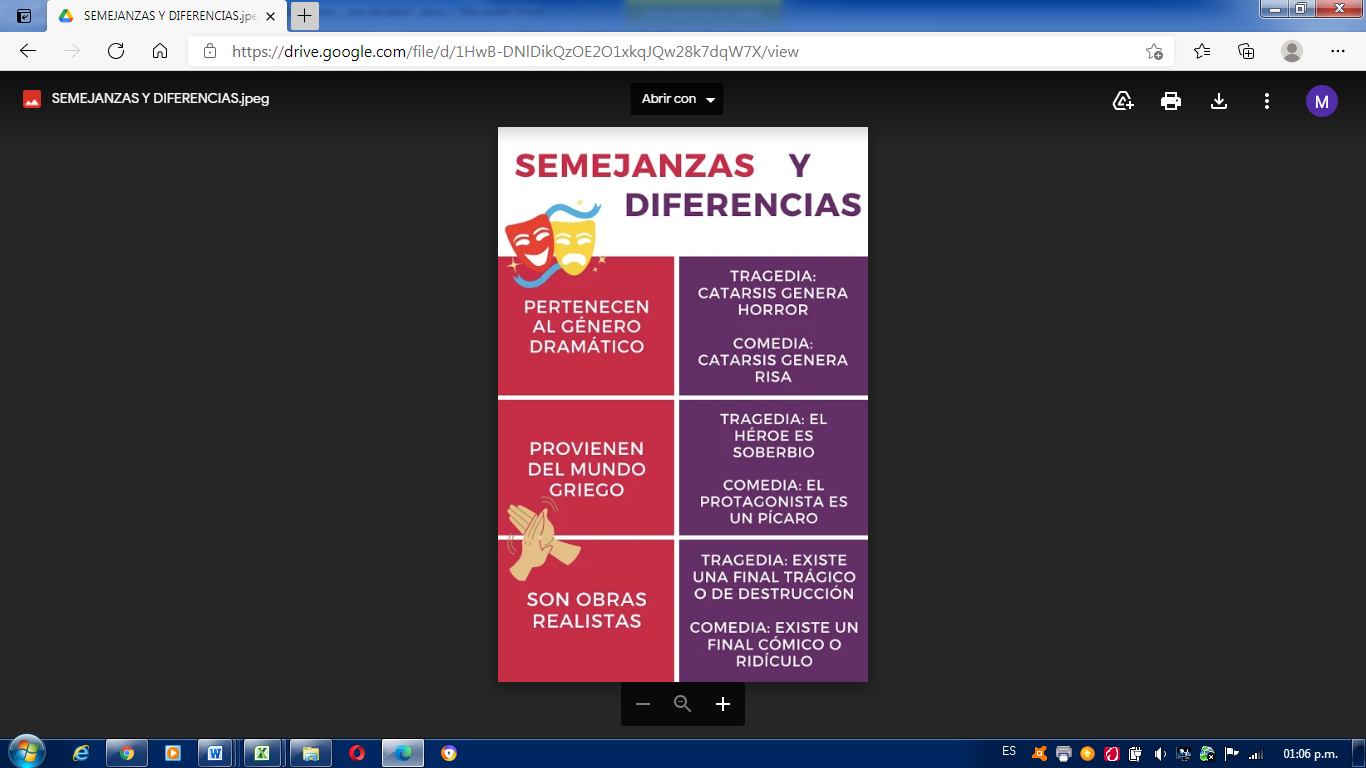 SEMEJANZAS Y DIFERENCIAS.jpe
https://drive.google.com/file/d/1HwB-DNlDikQzOE2O1xkqJQw28k7dqW7X/view
SEMEJANZAS Y DIFERENCIAS.jpeg
Abrir con
M
SEMEJANZAS Y
DIFERENCIAS
PERTENECEN
AL GÉNERO
DRAMÁTICO
TRAGEDIA:
CATARSIS GENERA
HORROR
COMEDIA:
CATARSIS GENERA
RISA
PROVIENEN
DEL MUNDO
GRIEGO
TRAGEDIA: EL
HÉROE ES
SOBERBIO
COMEDIA: EL
PROTAGONISTA ES
UN PÍCARO
SON OBRAS
REALISTAS
TRAGEDIA: EXISTE
UNA FINAL TRÁGICO
O DE DESTRUCCIÓN
COMEDIA: EXISTE UN
FINAL CÓMICO O
RIDÍCULO
ES
01:06 p.m.